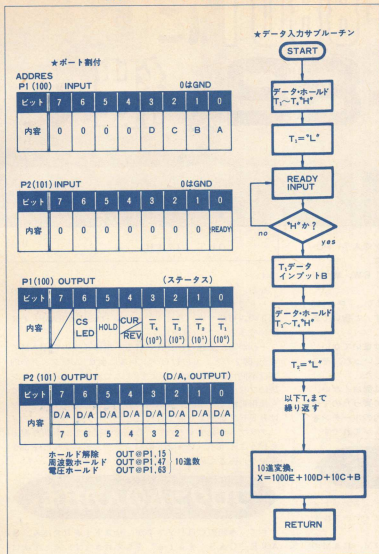 ★ポート割付
ADDRES
P1(100) INPUT 0はGND
ビット 7 6 5 4 3 2 1 0
内容 0 0 0 0 D C B A
P2(101) INPUT 0はGND
ビット 7 6 5 4 3 2 1 0
内容 0 0 0 0 0 0 0 READY
P1(100) OUTPUT (ステータス)
ビット 7 6 5 4 3 2 1 0
内容 CS LED HOLD CUR/REV T₄ T₃ T₂ T₁
(10³) (10²) (10¹) (10⁰)
P2 (101) OUTPUT (D/A, OUTPUT)
ビット 7 6 5 4 3 2 1 0
内容 D/A D/A D/A D/A D/A D/A D/A D/A
7 6 5 4 3 2 1 0
ホールド解除 OUT@P1,15
周波数ホールド OUT@P1,47 10進数
電圧ホールド OUT@P1,63
★データ入力サブルーチン
START
データ・ホールド
T₁~T₄"H"
T₁="L"
READY
INPUT
"H"か?
no
yes
T₁データ
インプットB
データ・ホールド
T₁~T₄"H"
T₂="L"
以下T₄まで
繰り返す
10進変換。
X=1000E+100D+10C+B
RETURN